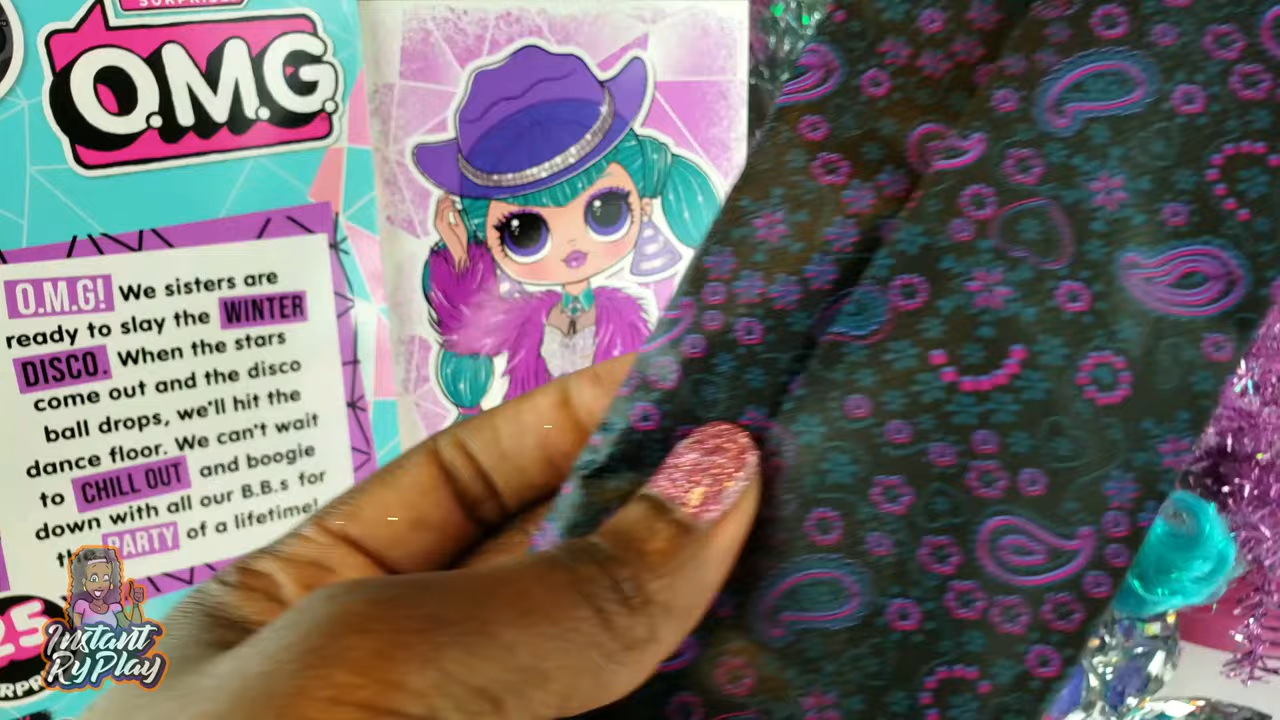 SURPRISE!
O.M.G.
O.M.G! We sisters are
ready to slay the WINTER
DISCO. When the stars
come out and the disco
ball drops, we'll hit the
dance floor. We can't wait
to CHILL OUT and boogie
down with all our B.B.s for
PARTY of a lifetime!
25
Instant
RyPlay